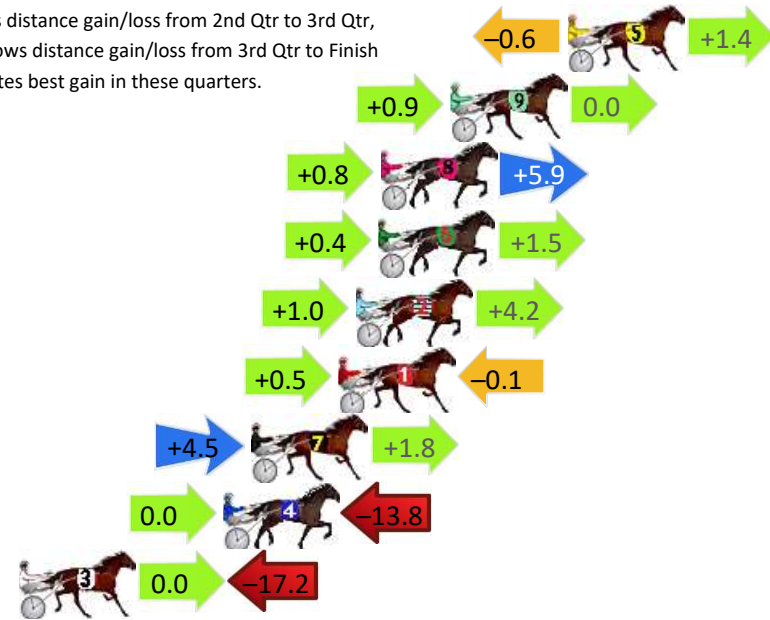 distance gain/loss from 2nd Qtr to 3rd Qtr,
ows distance gain/loss from 3rd Qtr to Finish
tes best gain in these quarters.
–0.6 5 +1.4
+0.9 9 0.0
+0.8 8 +5.9
+0.4 6 +1.5
+1.0 2 +4.2
+0.5 1 –0.1
+4.5 7 +1.8
0.0 4 –13.8
3 0.0 –17.2